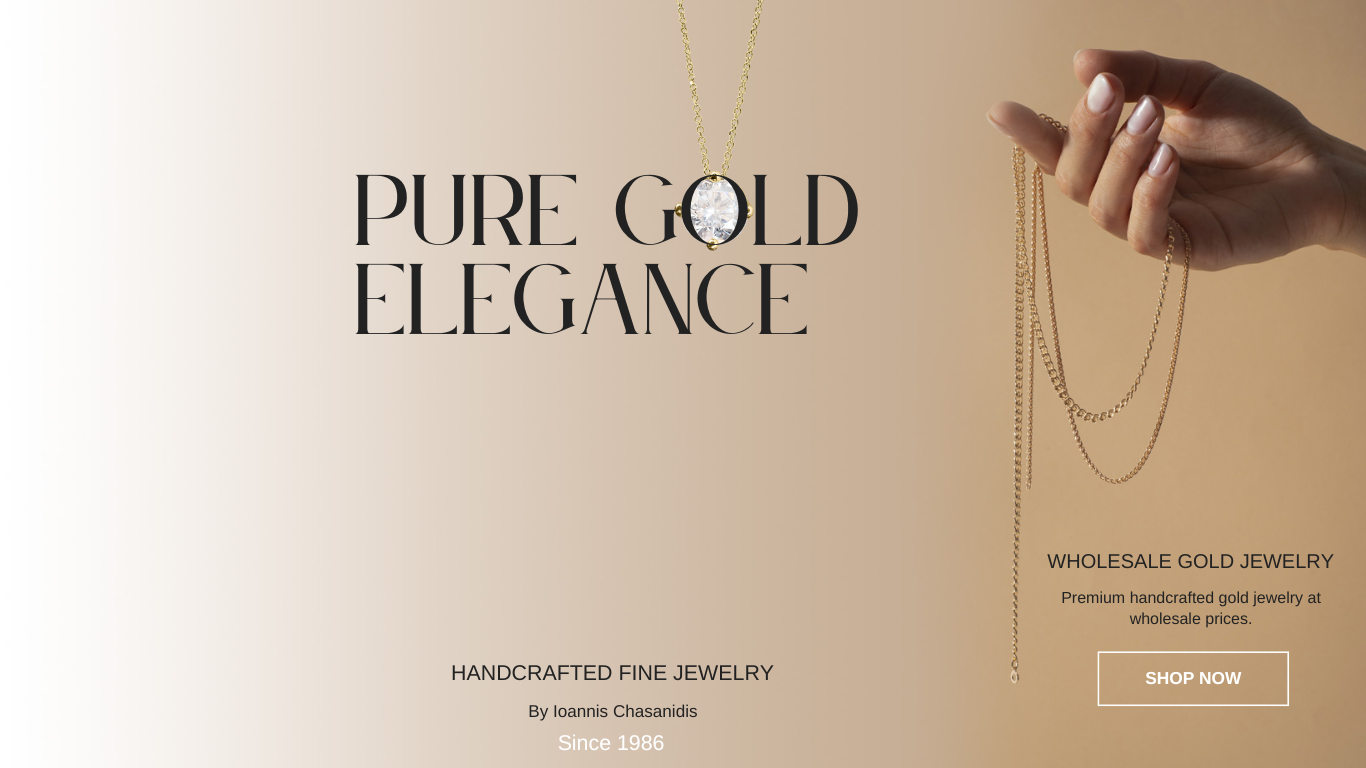 PURE GOLD
ELEGANCE
WHOLESALE GOLD JEWELRY
Premium handcrafted gold jewelry at
wholesale prices.
SHOP NOW
HANDCRAFTED FINE JEWELRY
By Ioannis Chasanidis
Since 1986